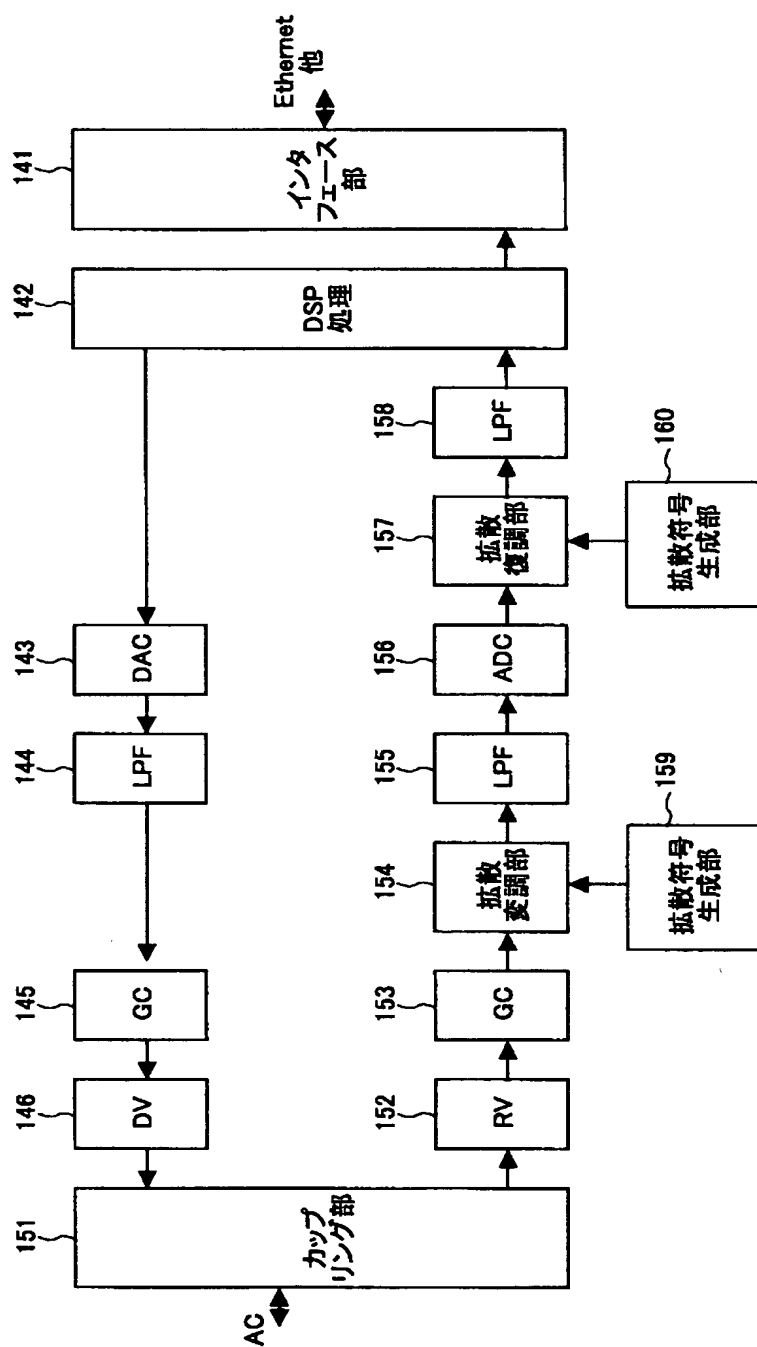 151
146
145
144
143
142
141
AC
カップ
リング部
DV
GC
LPF
DAC
DSP
処理
インタ
フェース
部
Ethernet
他
152
153
154
155
156
157
158
RV
GC
拡散
変調部
LPF
ADC
拡散
復調部
LPF
159
160
拡散符号
生成部
拡散符号
生成部